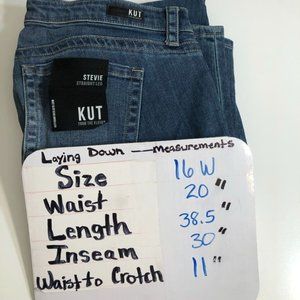 KUT
STEVIE
STRAIGHT LEG
KUT
FROM THE KLOTH
Laying Down —— Measurements
Size 16 W
Waist 20"
Length 38.5"
Inseam 30"
Waist to Crotch 11"